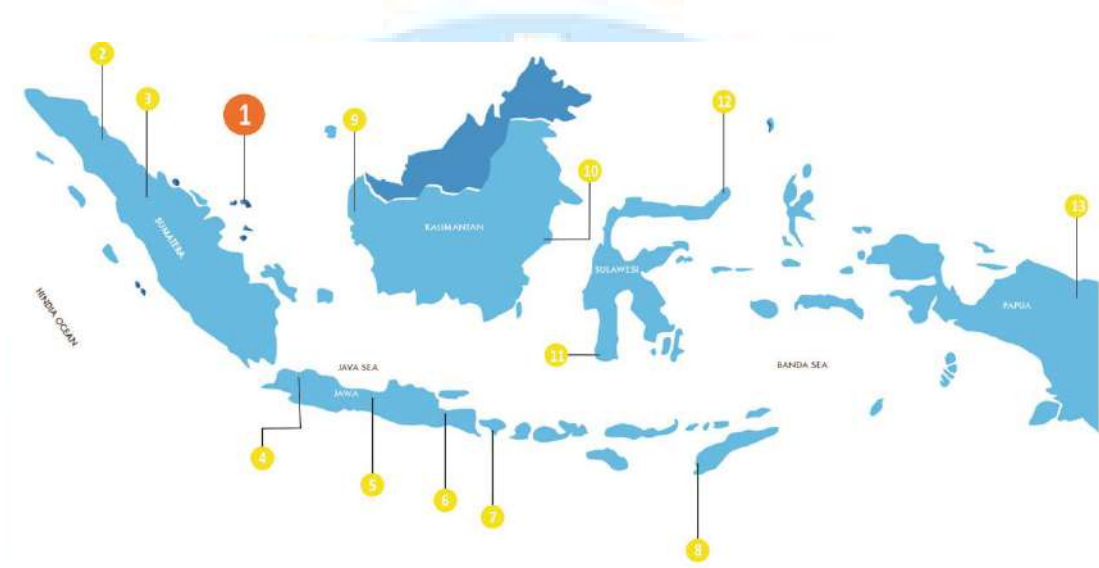 2
3
1
9
12
10
13
SUMATERA
KALIMANTAN
SULAWESI
PAPUA
HINDIA OCEAN
11
JAVA SEA
BANDA SEA
JAWA
4
5
6
7
8